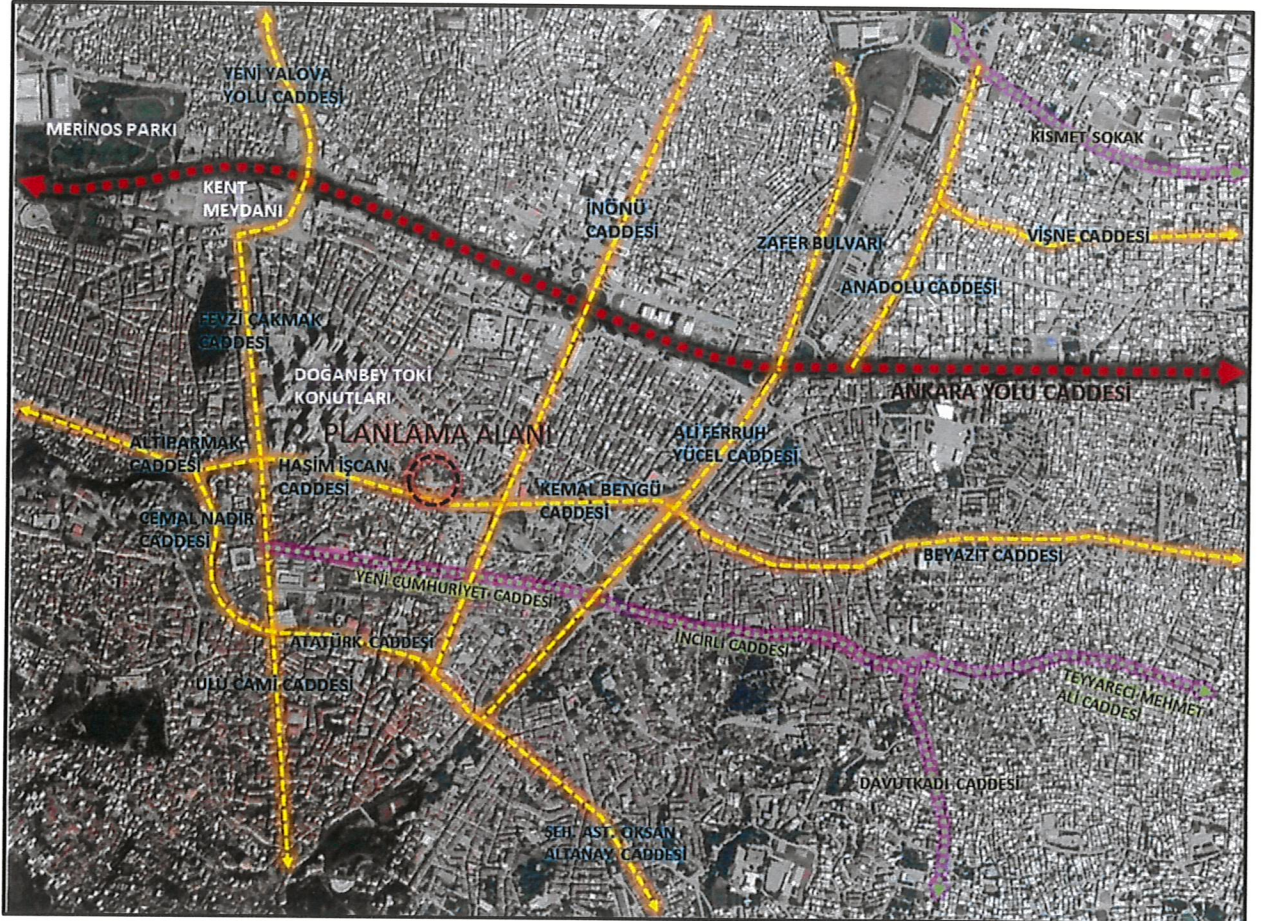 YENİ YALOVA
YOLU CADDESİ
MERİNOS PARKI
KISMET SOKAK
KENT
MEYDANI
İNÖNÜ
CADDESİ
ZAFER BULVARI
VİŞNE CADDESİ
ANADOLU CADDESİ
FEVZİ ÇAKMAK
CADDESİ
DOĞANBEY TOKİ
KONUTLARI
ANKARA YOLU CADDESİ
PLANLAMA ALANI
ALTIPARMAK
CADDESİ
HAŞİM İŞCAN
CADDESİ
ALİ FERRUH
YÜCEL CADDESİ
KEMAL BENGÜ
CADDESİ
CEMAL NADİR
CADDESİ
BEYAZIT CADDESİ
YENİ CUMHURİYET CADDESİ
İNCİRLİ CADDESİ
ATATÜRK CADDESİ
ULU CAMİ CADDESİ
TEYYARECİ MEHMET
ALİ CADDESİ
DAVUTKADI CADDESİ
ŞEH. AST. ÖKSAN
ALTANAY CADDESİ